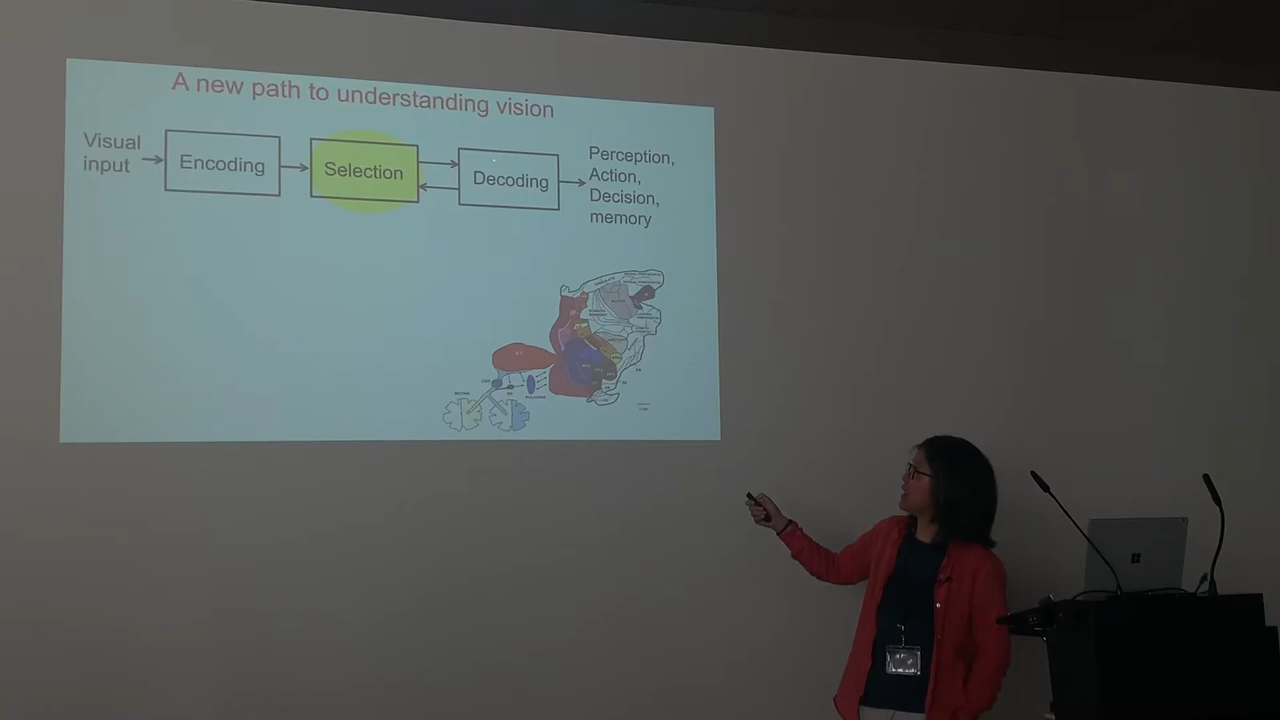 A new path to understanding vision
Visual
input
Encoding
Selection
Decoding
Perception,
Action,
Decision,
memory